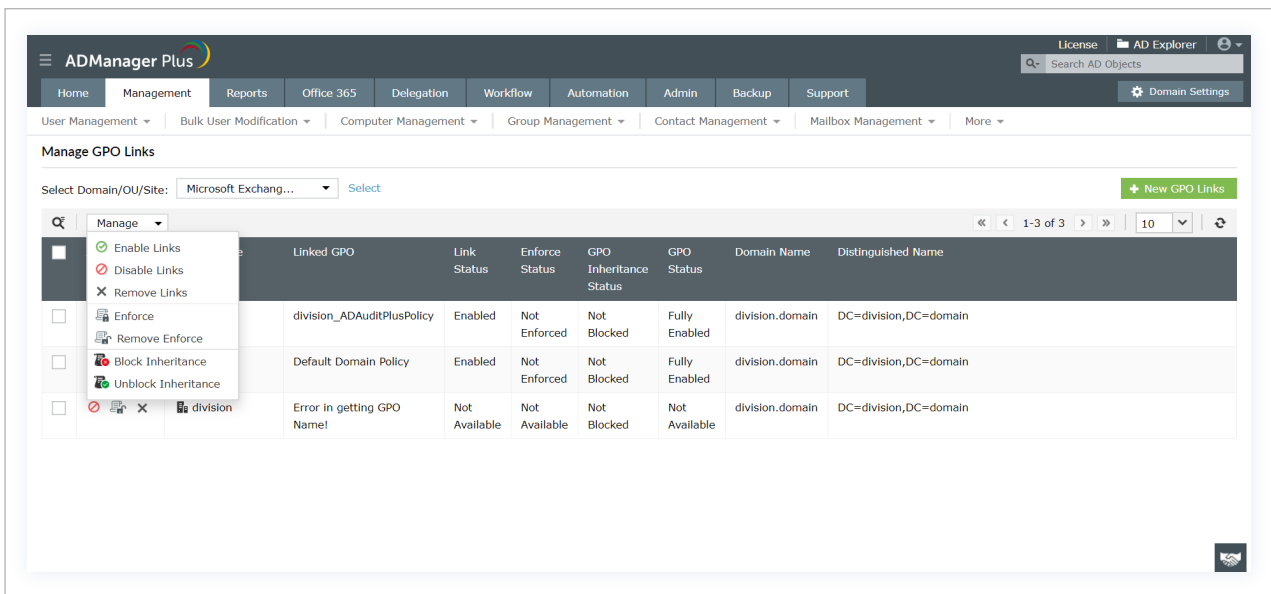 License AD Explorer
ADManager Plus
Search AD Objects
Home Management Reports Office 365 Delegation Workflow Automation Admin Backup Support Domain Settings
User Management Bulk User Modification Computer Management Group Management Contact Management Mailbox Management More
Manage GPO Links
Select Domain/OU/Site: Microsoft Exchang... Select + New GPO Links
Manage 1-3 of 3 10
Enable Links
Disable Links
Remove Links
Enforce
Remove Enforce
Block Inheritance
Unblock Inheritance
e Linked GPO Link Enforce GPO GPO Domain Name Distinguished Name
Status Status Inheritance Status
Status
division_ADAuditPlusPolicy Enabled Not Not Fully division.domain DC=division,DC=domain
Enforced Blocked Enabled
Default Domain Policy Enabled Not Not Fully division.domain DC=division,DC=domain
Enforced Blocked Enabled
division Error in getting GPO Not Not Not Not division.domain DC=division,DC=domain
Name! Available Available Blocked Available